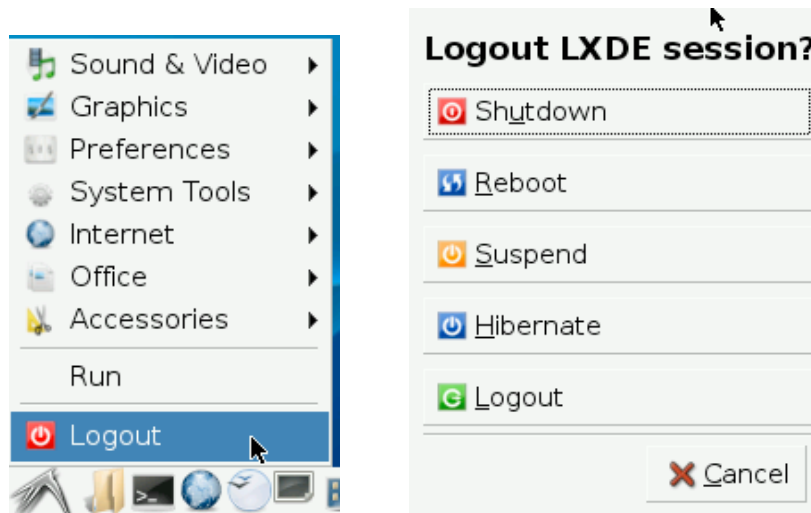 Sound & Video
Graphics
Preferences
System Tools
Internet
Office
Accessories
Run
Logout
Logout LXDE session?
Shutdown
Reboot
Suspend
Hibernate
Logout
Cancel